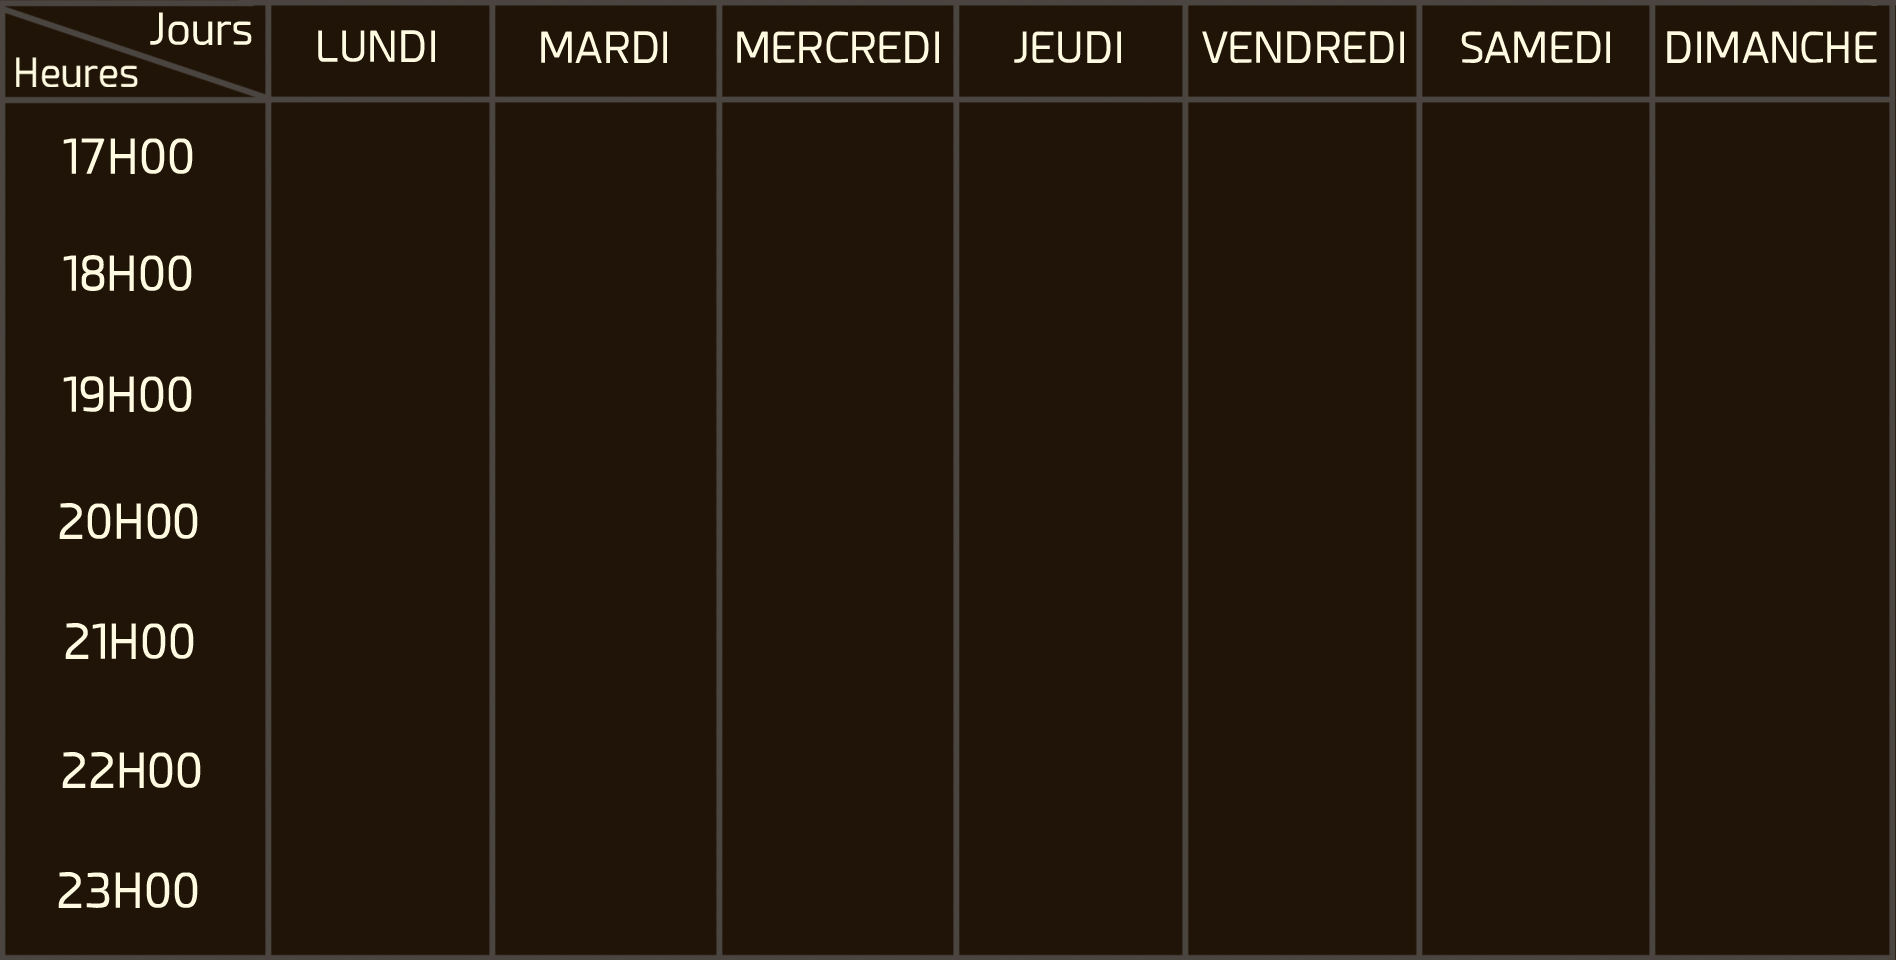 Jours
Heures
LUNDI MARDI MERCREDI JEUDI VENDREDI SAMEDI DIMANCHE
17H00
18H00
19H00
20H00
21H00
22H00
23H00